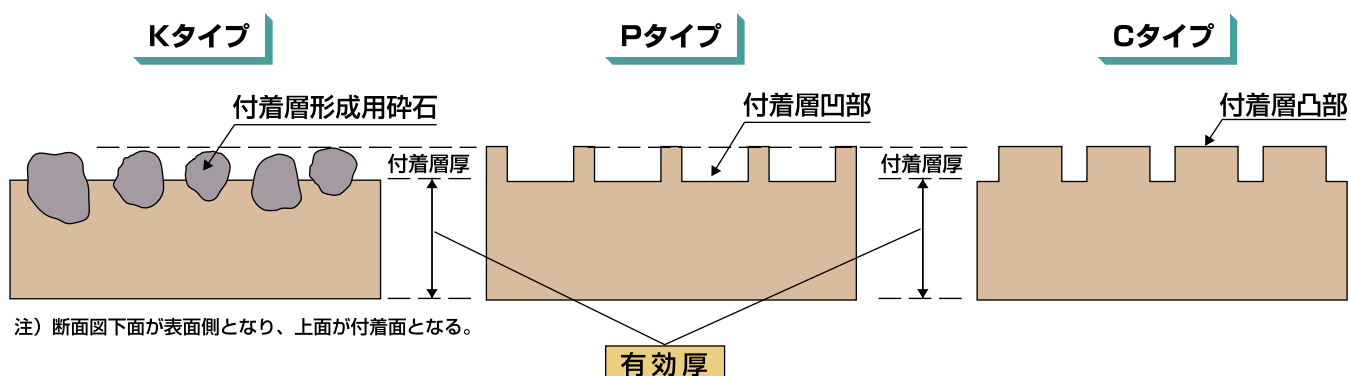 Kタイプ
Pタイプ
Cタイプ
付着層形成用砕石
付着層凹部
付着層凸部
付着層厚
付着層厚
注）断面図下面が表面側となり、上面が付着面となる。
有効厚